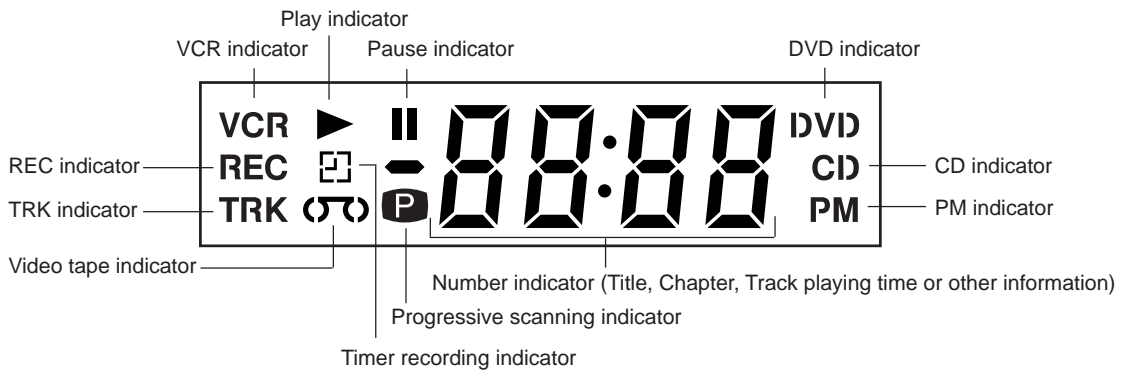 Play indicator
VCR indicator
Pause indicator
DVD indicator
VCR
88:88
DVD
REC indicator
REC
CD
CD indicator
TRK indicator
TRK
P
PM
PM indicator
Video tape indicator
Number indicator (Title, Chapter, Track playing time or other information)
Progressive scanning indicator
Timer recording indicator